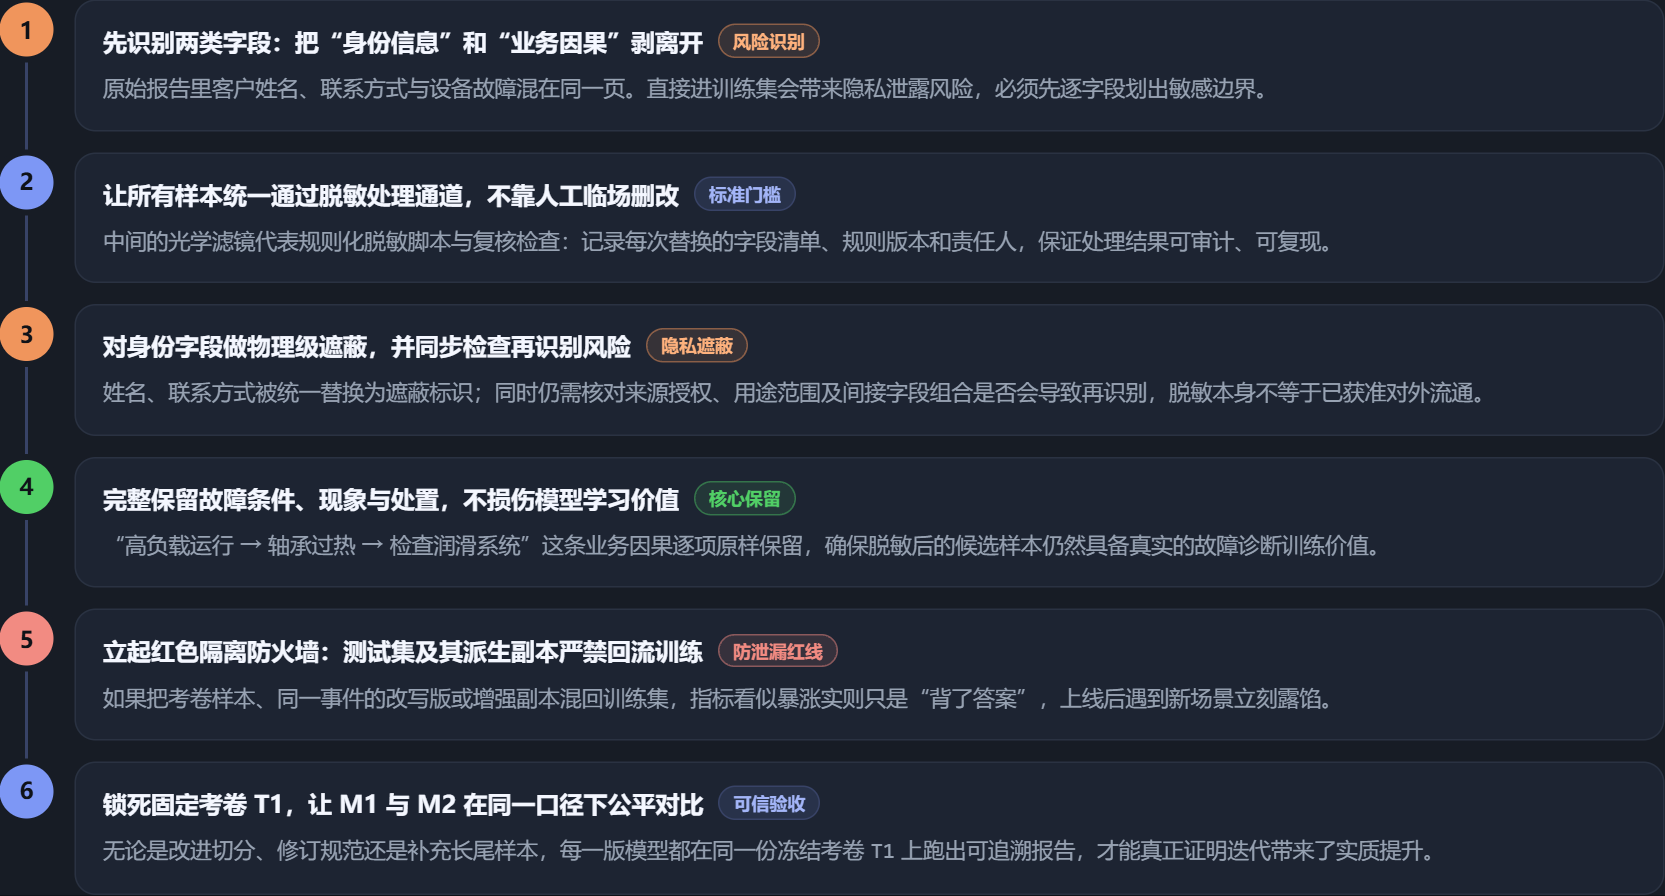 1
先识别两类字段：把“身份信息”和“业务因果”剥离开 风险识别
原始报告里客户姓名、联系方式与设备故障混在同一页。直接进训练集会带来隐私泄露风险，必须先逐字段划出敏感边界。
2
让所有样本统一通过脱敏处理通道，不靠人工临场删改 标准门槛
中间的光学滤镜代表规则化脱敏脚本与复核检查：记录每次替换的字段清单、规则版本和责任人，保证处理结果可审计、可复现。
3
对身份字段做物理级遮蔽，并同步检查再识别风险 隐私遮蔽
姓名、联系方式被统一替换为遮蔽标识；同时仍需核对来源授权、用途范围及间接字段组合是否会导致再识别，脱敏本身不等于已获准对外流通。
4
完整保留故障条件、现象与处置，不损伤模型学习价值 核心保留
“高负载运行 → 轴承过热 → 检查润滑系统”这条业务因果逐项原样保留，确保脱敏后的候选样本仍然具备真实的故障诊断训练价值。
5
立起红色隔离防火墙：测试集及其派生副本严禁回流训练 防泄漏红线
如果把考卷样本、同一事件的改写版或增强副本混回训练集，指标看似暴涨实则只是“背了答案”，上线后遇到新场景立刻露馅。
6
锁死固定考卷 T1，让 M1 与 M2 在同一口径下公平对比 可信验收
无论是改进切分、修订规范还是补充长尾样本，每一版模型都在同一份冻结考卷 T1 上跑出可追溯报告，才能真正证明迭代带来了实质提升。